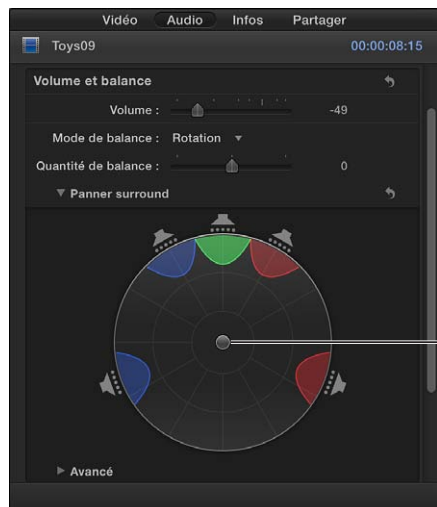 Vidéo Audio Infos Partager
Toys09 00:00:08:15
Volume et balance
Volume : -49
Mode de balance : Rotation
Quantité de balance : 0
Panner surround
Avancé